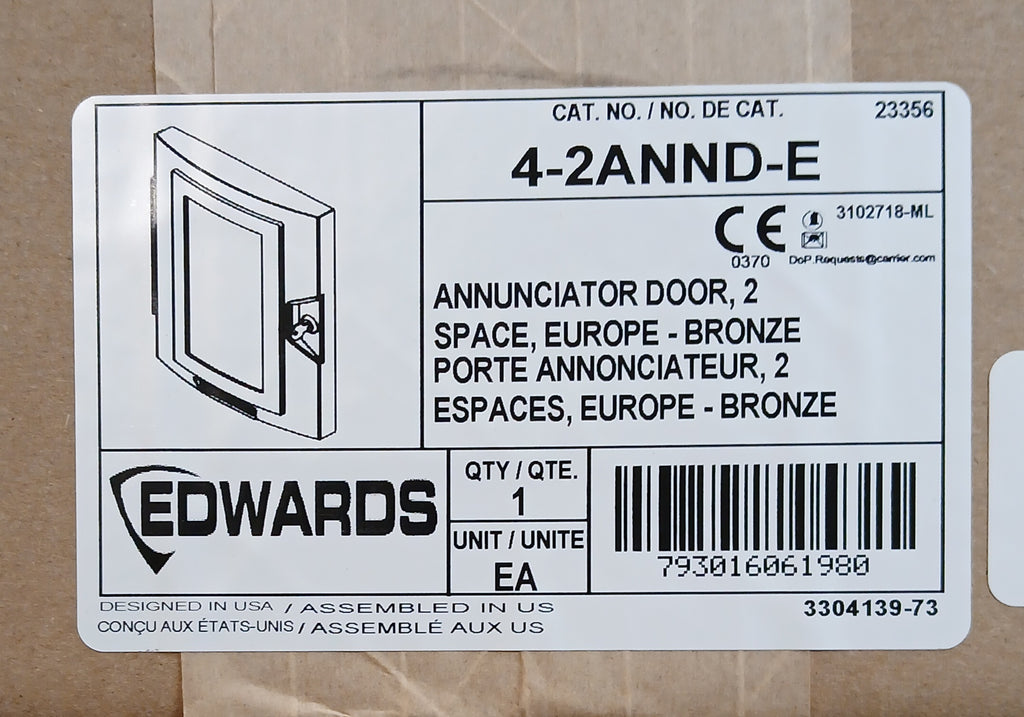 CAT. NO. / NO. DE CAT. 23356
4-2ANND-E
CE
0370
3102718-ML
DoP.Requests@carrier.com
ANNUNCIATOR DOOR, 2
SPACE, EUROPE - BRONZE
PORTE ANNONCIATEUR, 2
ESPACES, EUROPE - BRONZE
EDWARDS
QTY / QTE.
1
UNIT / UNITE
EA
793016061980
DESIGNED IN USA / ASSEMBLED IN US
CONÇU AUX ÉTATS-UNIS / ASSEMBLÉ AUX US
3304139-73